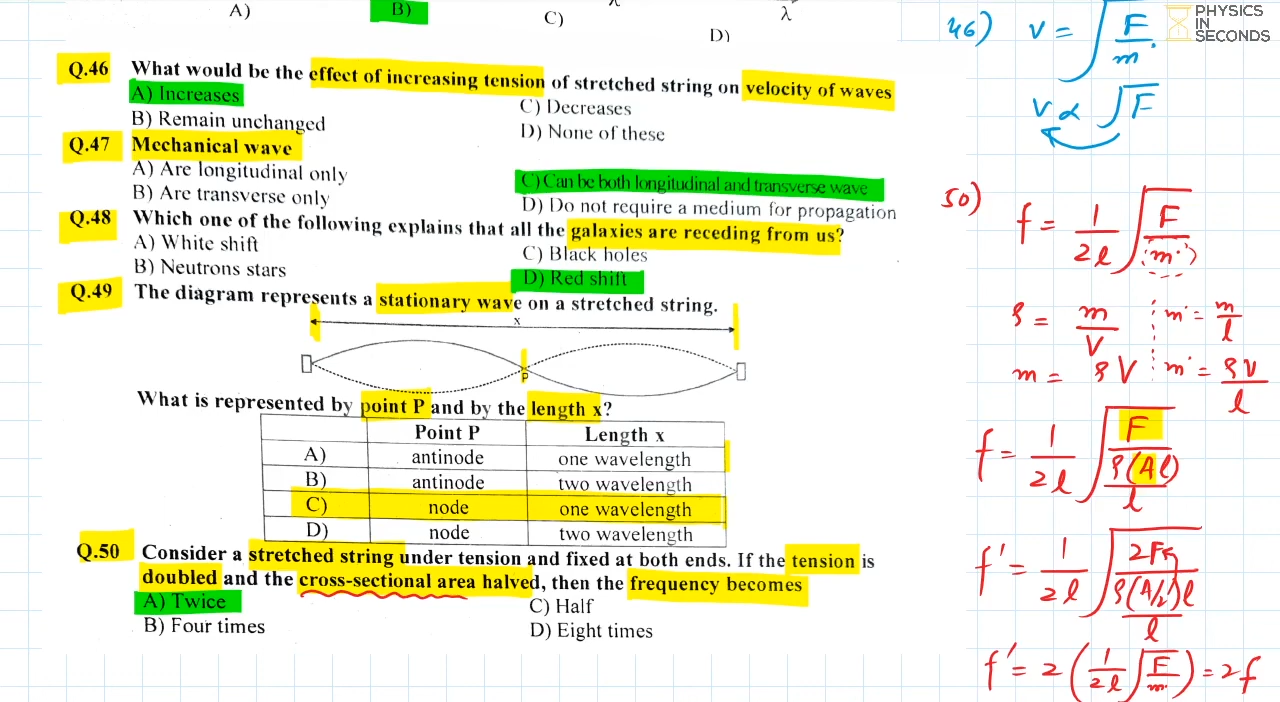 A)
B)
C)
D)
λ
λ
PHYSICS
IN
SECONDS
Q.46 What would be the effect of increasing tension of stretched string on velocity of waves
A) Increases
C) Decreases
B) Remain unchanged
D) None of these
Q.47 Mechanical wave
A) Are longitudinal only
C) Can be both longitudinal and transverse wave
B) Are transverse only
D) Do not require a medium for propagation
Q.48 Which one of the following explains that all the galaxies are receding from us?
A) White shift
C) Black holes
B) Neutrons stars
D) Red shift
Q.49 The diagram represents a stationary wave on a stretched string.
x
P
What is represented by point P and by the length x?
Point P Length x
A) antinode one wavelength
B) antinode two wavelength
C) node one wavelength
D) node two wavelength
Q.50 Consider a stretched string under tension and fixed at both ends. If the tension is
doubled and the cross-sectional area halved, then the frequency becomes
A) Twice
C) Half
B) Four times
D) Eight times
46) v = √F/m
v ∝ √F
50) f = 1/2l √F/(m)
ρ = m/V m = m/l
m = ρV m = ρV/l
f = 1/2l √F/ρ(Al)/l
f' = 1/2l √2F/ρ(A/2)l/l
f' = 2 (1/2l √F/m) = 2f